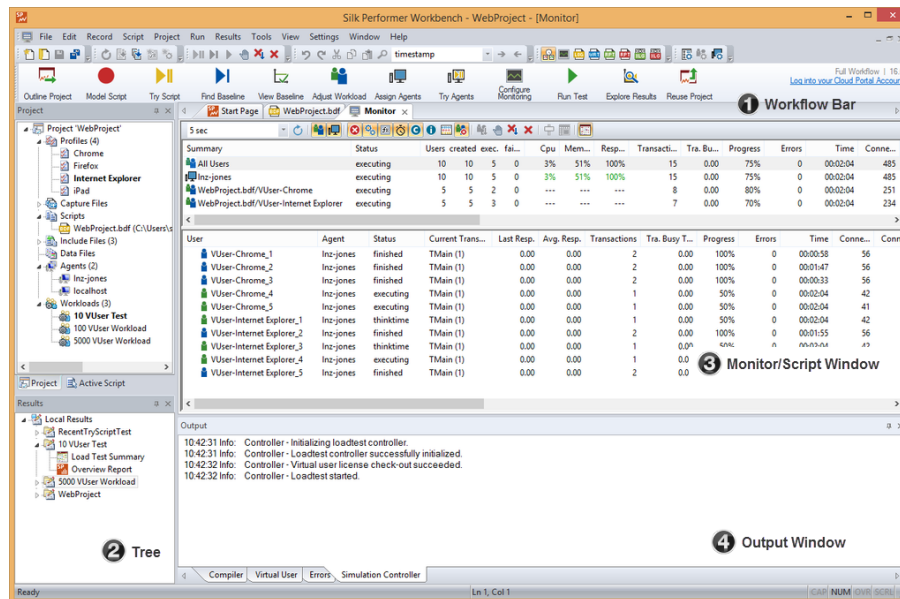 Silk Performer Workbench - WebProject - [Monitor]
File Edit Record Script Project Run Results Tools View Settings Window Help
timestamp
Outline Project Model Script Try Script Find Baseline View Baseline Adjust Workload Assign Agents Try Agents Configure Monitoring Run Test Explore Results Reuse Project
Full Workflow | 16.
Log into your Cloud Portal Accour
1 Workflow Bar
Project
Project 'WebProject'
Profiles (4)
Chrome
Firefox
Internet Explorer
iPad
Capture Files
Scripts
WebProject.bdf (C:\Users\s
Include Files (3)
Data Files
Agents (2)
lnz-jones
localhost
Workloads (3)
10 VUser Test
100 VUser Workload
5000 VUser Workload
Project Active Script
Start Page WebProject.bdf Monitor x
5 sec
Summary Status Users created exec. fai... Cpu Mem... Resp... Transacti... Tra. Bu... Progress Errors Time Conne...
All Users executing 10 10 5 0 3% 51% 100% 15 0.00 75% 0 00:02:04 485
lnz-jones executing 10 10 5 0 3% 51% 100% 15 0.00 75% 0 00:02:04 485
WebProject.bdf/VUser-Chrome executing 5 5 2 0 --- --- --- 8 0.00 80% 0 00:02:04 251
WebProject.bdf/VUser-Internet Explorer executing 5 5 3 0 --- --- --- 7 0.00 70% 0 00:02:04 234
User Agent Status Current Trans... Last Resp. Avg. Resp. Transactions Tra. Busy T... Progress Errors Time Conne... Conn
VUser-Chrome_1 lnz-jones finished TMain (1) 0.00 0.00 2 0.00 100% 0 00:00:58 56
VUser-Chrome_2 lnz-jones finished TMain (1) 0.00 0.00 2 0.00 100% 0 00:01:47 56
VUser-Chrome_3 lnz-jones finished TMain (1) 0.00 0.00 2 0.00 100% 0 00:00:33 56
VUser-Chrome_4 lnz-jones executing TMain (1) 0.00 0.00 1 0.00 50% 0 00:02:04 42
VUser-Chrome_5 lnz-jones executing TMain (1) 0.00 0.00 1 0.00 50% 0 00:02:04 41
VUser-Internet Explorer_1 lnz-jones thinktime TMain (1) 0.00 0.00 1 0.00 50% 0 00:02:04 42
VUser-Internet Explorer_2 lnz-jones finished TMain (1) 0.00 0.00 2 0.00 100% 0 00:01:55 56
VUser-Internet Explorer_3 lnz-jones thinktime TMain (1) 0.00 0.00 1 0.00 50% 0 00:02:04 42
VUser-Internet Explorer_4 lnz-jones executing TMain (1) 0.00 0.00 1 0.0
VUser-Internet Explorer_5 lnz-jones finished TMain (1) 0.00 0.00 2 0.0
3 Monitor/Script Window
Results
Local Results
RecentTryScriptTest
10 VUser Test
Load Test Summary
Overview Report
5000 VUser Workload
WebProject
2 Tree
Output
10:42:31 Info: Controller - Initializing loadtest controller.
10:42:31 Info: Controller - Loadtest controller successfully initialized.
10:42:32 Info: Controller - Virtual user license check-out succeeded.
10:42:32 Info: Controller - Loadtest started.
4 Output Window
Compiler Virtual User Errors Simulation Controller
Ready Ln 1, Col 1 CAP NUM OVR SCRL